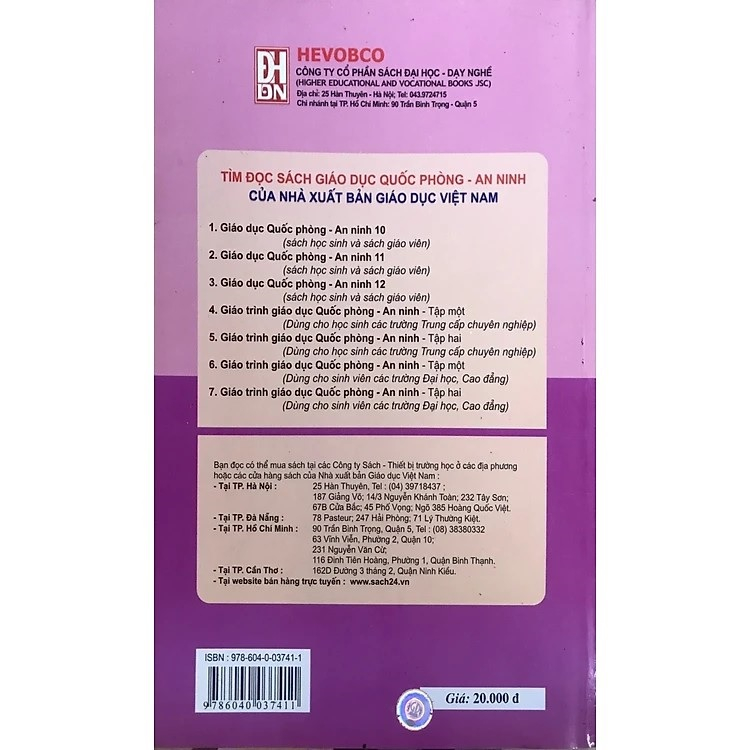 ĐH
DN
HEVOBCO
CÔNG TY CỔ PHẦN SÁCH ĐẠI HỌC - DẠY NGHỀ
(HIGHER EDUCATIONAL AND VOCATIONAL BOOKS JSC)
Địa chỉ: 25 Hàn Thuyên - Hà Nội; Tel: 043.9724715
Chi nhánh tại TP. Hồ Chí Minh: 90 Trần Bình Trọng - Quận 5
TÌM ĐỌC SÁCH GIÁO DỤC QUỐC PHÒNG - AN NINH
CỦA NHÀ XUẤT BẢN GIÁO DỤC VIỆT NAM
1. Giáo dục Quốc phòng - An ninh 10
(sách học sinh và sách giáo viên)
2. Giáo dục Quốc phòng - An ninh 11
(sách học sinh và sách giáo viên)
3. Giáo dục Quốc phòng - An ninh 12
(sách học sinh và sách giáo viên)
4. Giáo trình giáo dục Quốc phòng - An ninh - Tập một
(Dùng cho học sinh các trường Trung cấp chuyên nghiệp)
5. Giáo trình giáo dục Quốc phòng - An ninh - Tập hai
(Dùng cho học sinh các trường Trung cấp chuyên nghiệp)
6. Giáo trình giáo dục Quốc phòng - An ninh - Tập một
(Dùng cho sinh viên các trường Đại học, Cao đẳng)
7. Giáo trình giáo dục Quốc phòng - An ninh - Tập hai
(Dùng cho sinh viên các trường Đại học, Cao đẳng)
Bạn đọc có thể mua sách tại các Công ty Sách - Thiết bị trường học ở các địa phương
hoặc các cửa hàng sách của Nhà xuất bản Giáo dục Việt Nam :
- Tại TP. Hà Nội : 25 Hàn Thuyên, Tel : (04) 39718437 ;
187 Giảng Võ; 14/3 Nguyễn Khánh Toàn; 232 Tây Sơn;
67B Cửa Bắc; 45 Phố Vọng; Ngõ 385 Hoàng Quốc Việt.
- Tại TP. Đà Nẵng : 78 Pasteur; 247 Hải Phòng; 71 Lý Thường Kiệt.
- Tại TP. Hồ Chí Minh : 90 Trần Bình Trọng, Quận 5, Tel : (08) 38380332
63 Vĩnh Viễn, Phường 2, Quận 10;
231 Nguyễn Văn Cừ;
116 Đinh Tiên Hoàng, Phường 1, Quận Bình Thạnh.
- Tại TP. Cần Thơ : 162D Đường 3 tháng 2, Quận Ninh Kiều.
- Tại website bán hàng trực tuyến : www.sach24.vn
ISBN : 978-604-0-03741-1
9 786040 037411
Giá: 20.000 đ